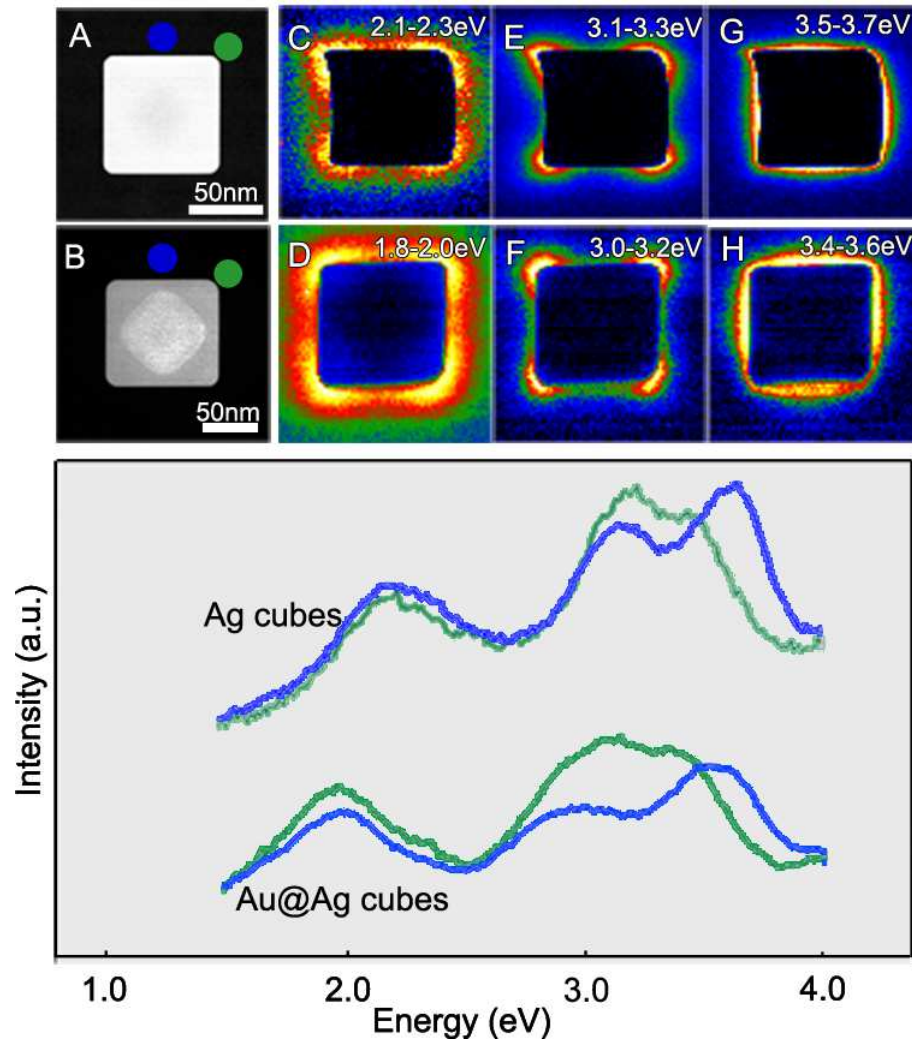 A
C
2.1-2.3eV
E
3.1-3.3eV
G
3.5-3.7eV
50nm
B
D
1.8-2.0eV
F
3.0-3.2eV
H
3.4-3.6eV
50nm
Intensity (a.u.)
Ag cubes
Au@Ag cubes
1.0
2.0
3.0
4.0
Energy (eV)